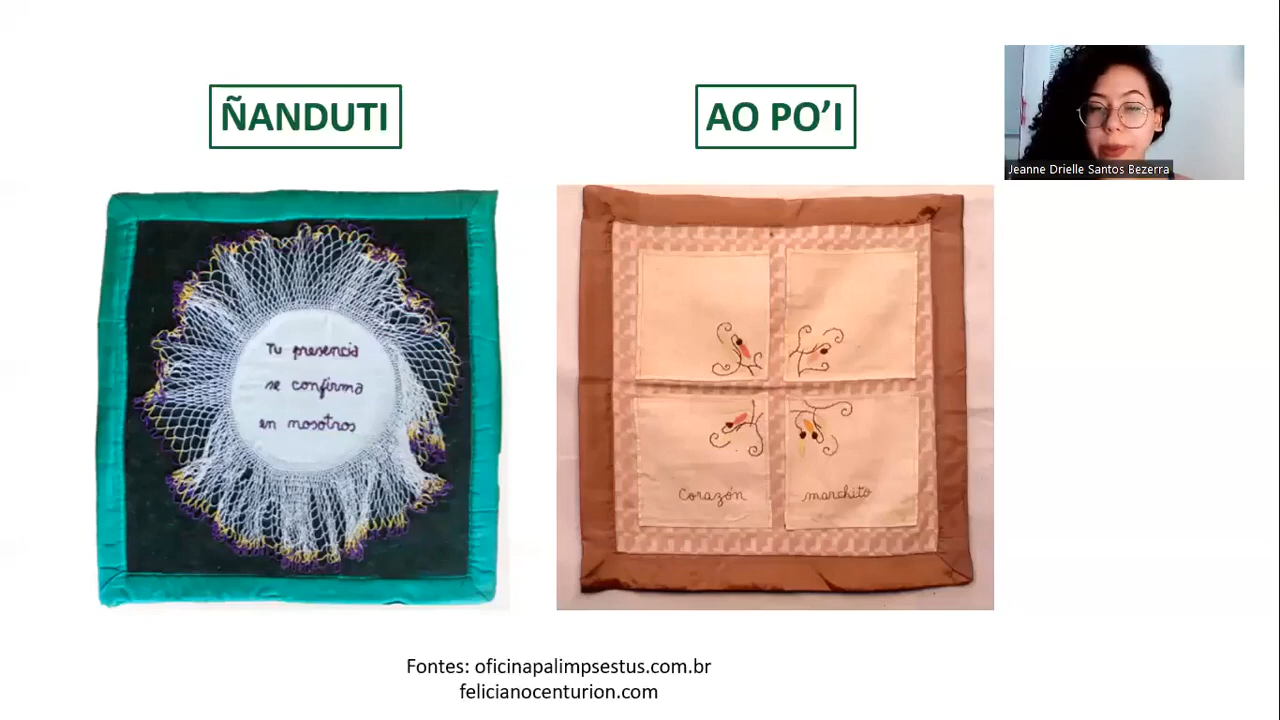 ÑANDUTI
AO PO’I
Jeanne Drielle Santos Bezerra
Tu presencia
se confirma
en nosotros
Corazón marchito
Fontes: oficinapalimpsestus.com.br
felicianocenturion.com